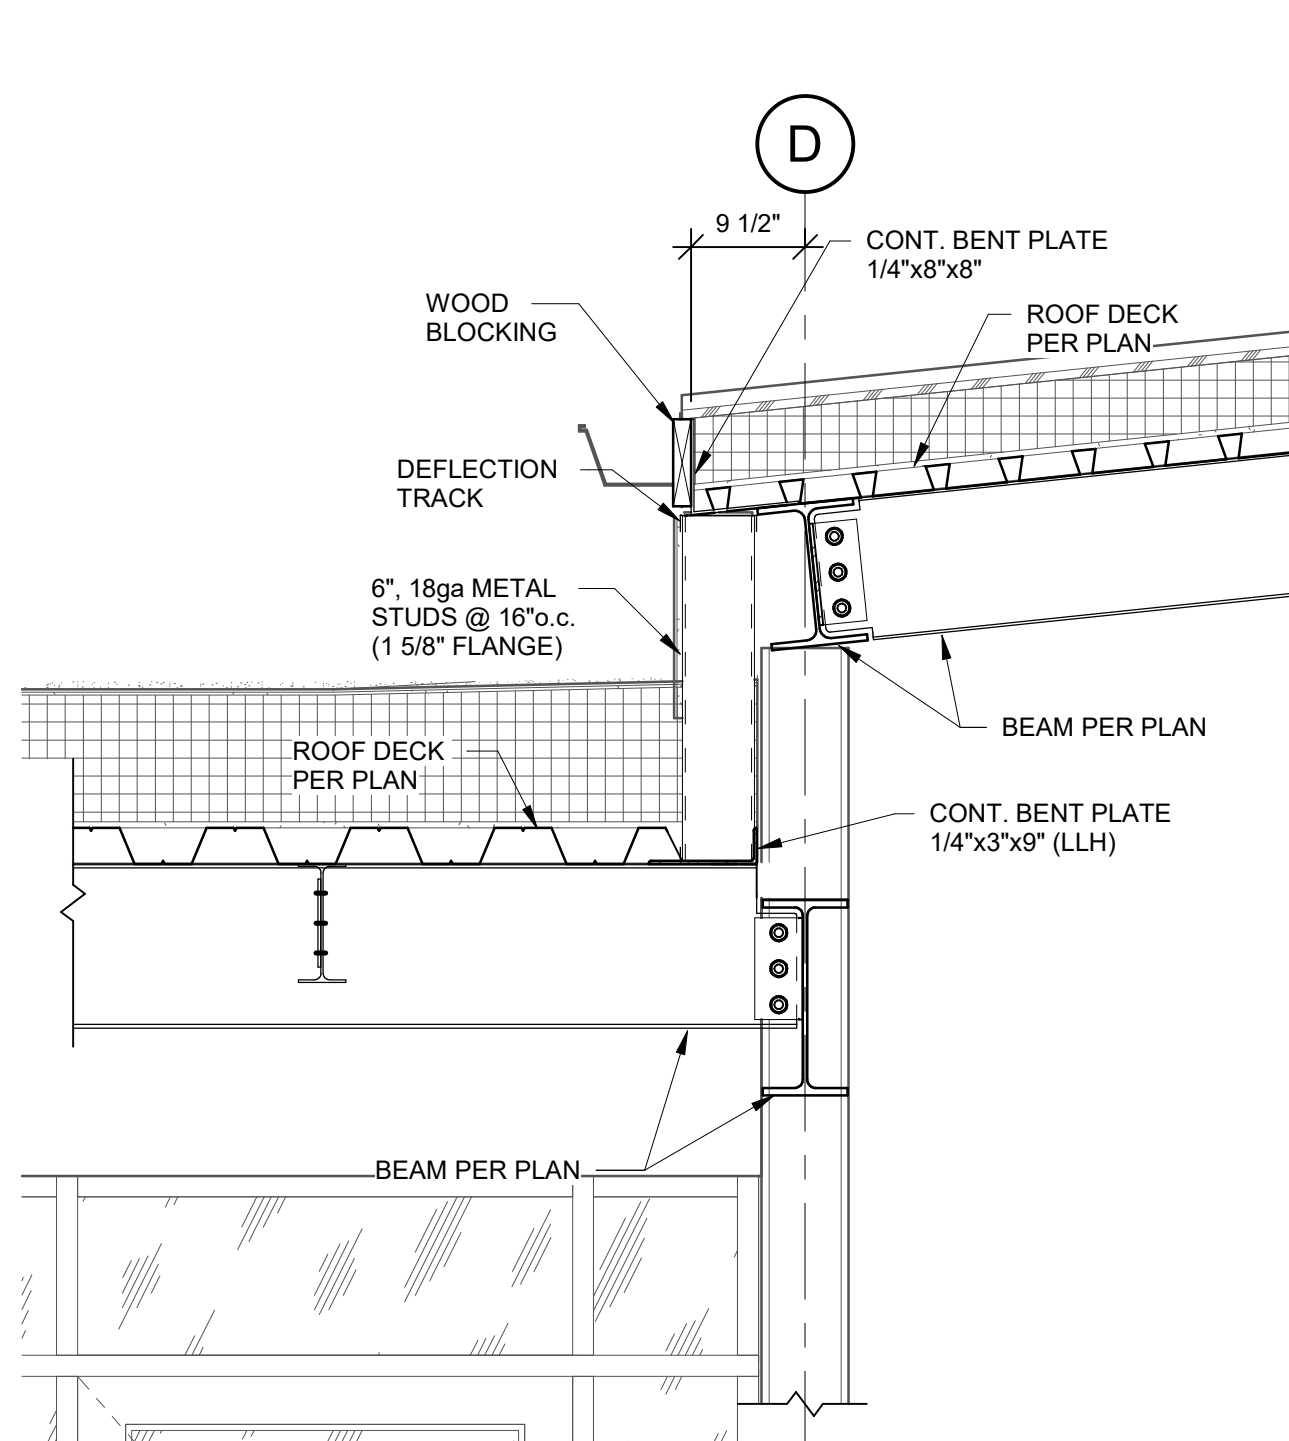 D
9 1/2"
CONT. BENT PLATE
1/4"x8"x8"
WOOD
BLOCKING
ROOF DECK
PER PLAN
DEFLECTION
TRACK
6", 18ga METAL
STUDS @ 16"o.c.
(1 5/8" FLANGE)
BEAM PER PLAN
ROOF DECK
PER PLAN
CONT. BENT PLATE
1/4"x3"x9" (LLH)
BEAM PER PLAN